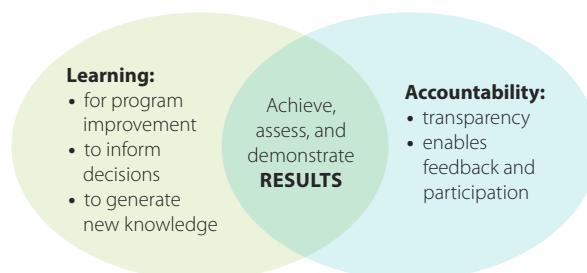 Learning:
• for program
improvement
• to inform
decisions
• to generate
new knowledge
Achieve,
assess, and
demonstrate
RESULTS
Accountability:
• transparency
• enables
feedback and
participation